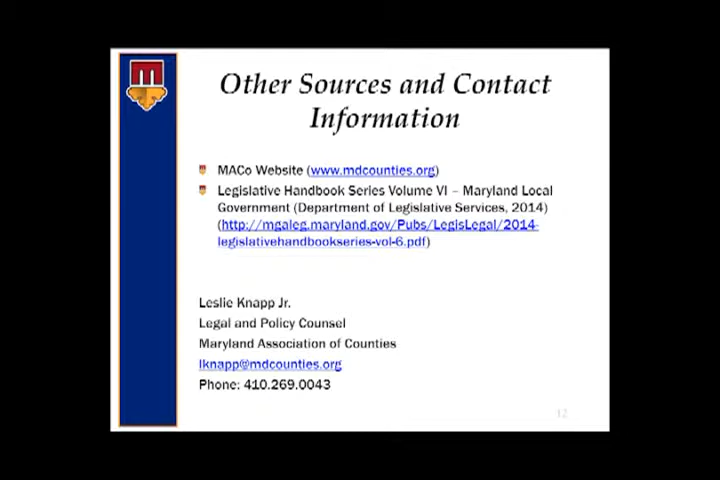 Other Sources and Contact
Information
MACo Website (www.mdcounties.org)
Legislative Handbook Series Volume VI – Maryland Local
Government (Department of Legislative Services, 2014)
(http://mgaleg.maryland.gov/Pubs/LegisLegal/2014-
legislativehandbookseries-vol-6.pdf)
Leslie Knapp Jr.
Legal and Policy Counsel
Maryland Association of Counties
lknapp@mdcounties.org
Phone: 410.269.0043
12